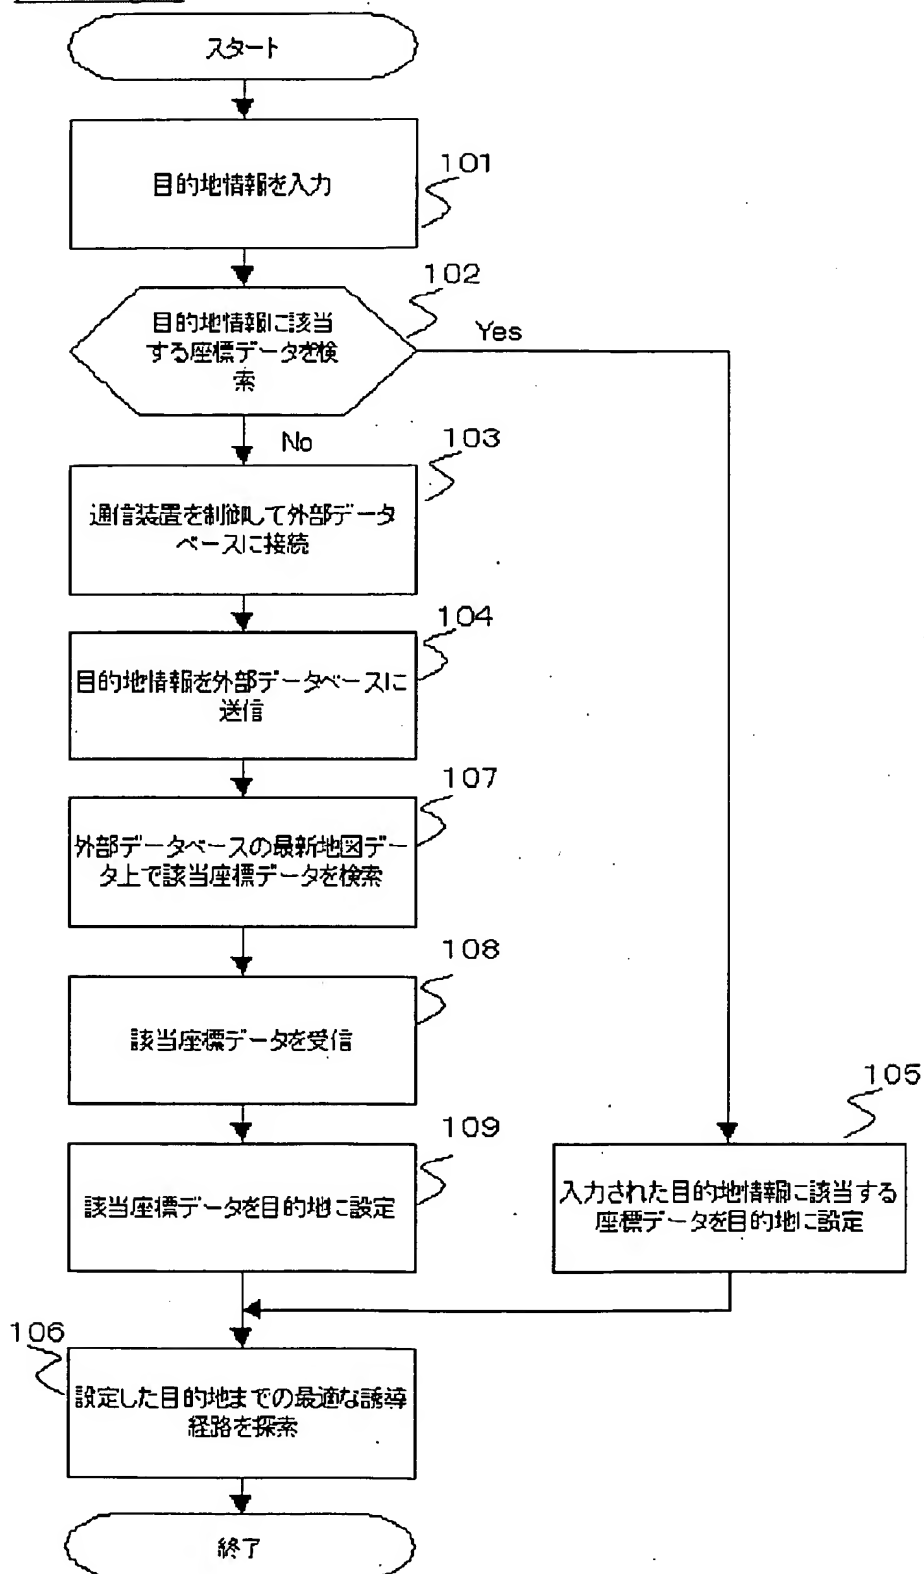 スタート
目的地情報を入力
101
102
目的地情報に該当
する座標データを検
索
Yes
No
103
通信装置を制御して外部データ
ベースに接続
104
目的地情報を外部データベースに
送信
107
外部データベースの最新地図デー
タ上で該当座標データを検索
108
該当座標データを受信
109
該当座標データを目的地に設定
105
入力された目的地情報に該当する
座標データを目的地に設定
106
設定した目的地までの最適な誘導
経路を探索
終了